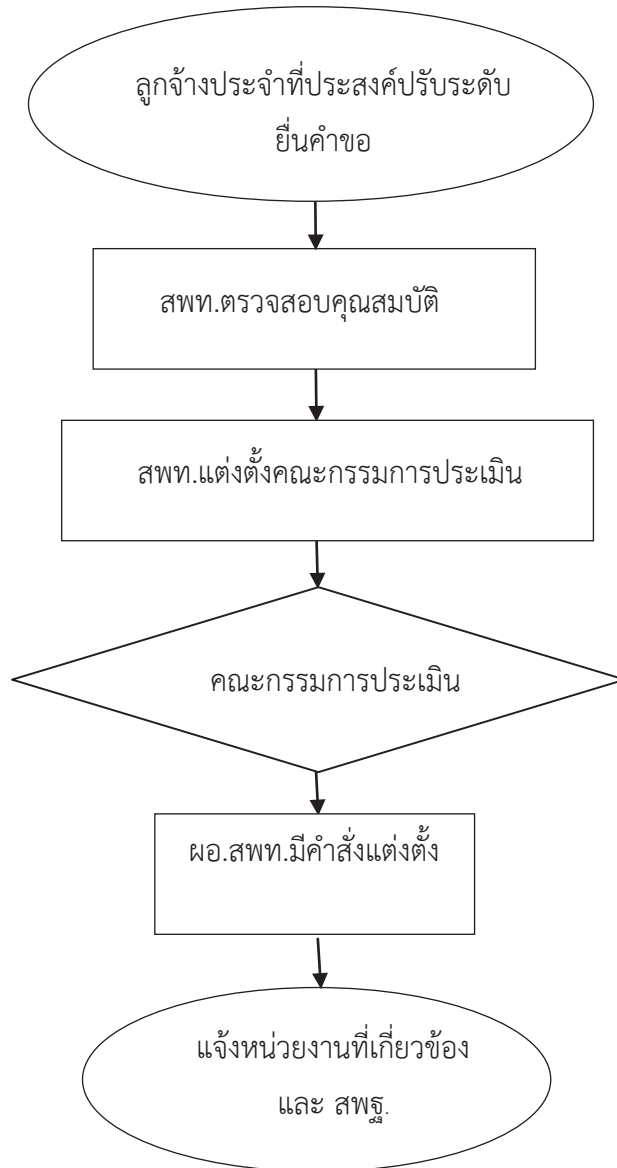 ลูกจ้างประจำที่ประสงค์ปรับระดับ
ยื่นคำขอ
สพท.ตรวจสอบคุณสมบัติ
สพท.แต่งตั้งคณะกรรมการประเมิน
คณะกรรมการประเมิน
ผอ.สพท.มีคำสั่งแต่งตั้ง
แจ้งหน่วยงานที่เกี่ยวข้อง
และ สพฐ.